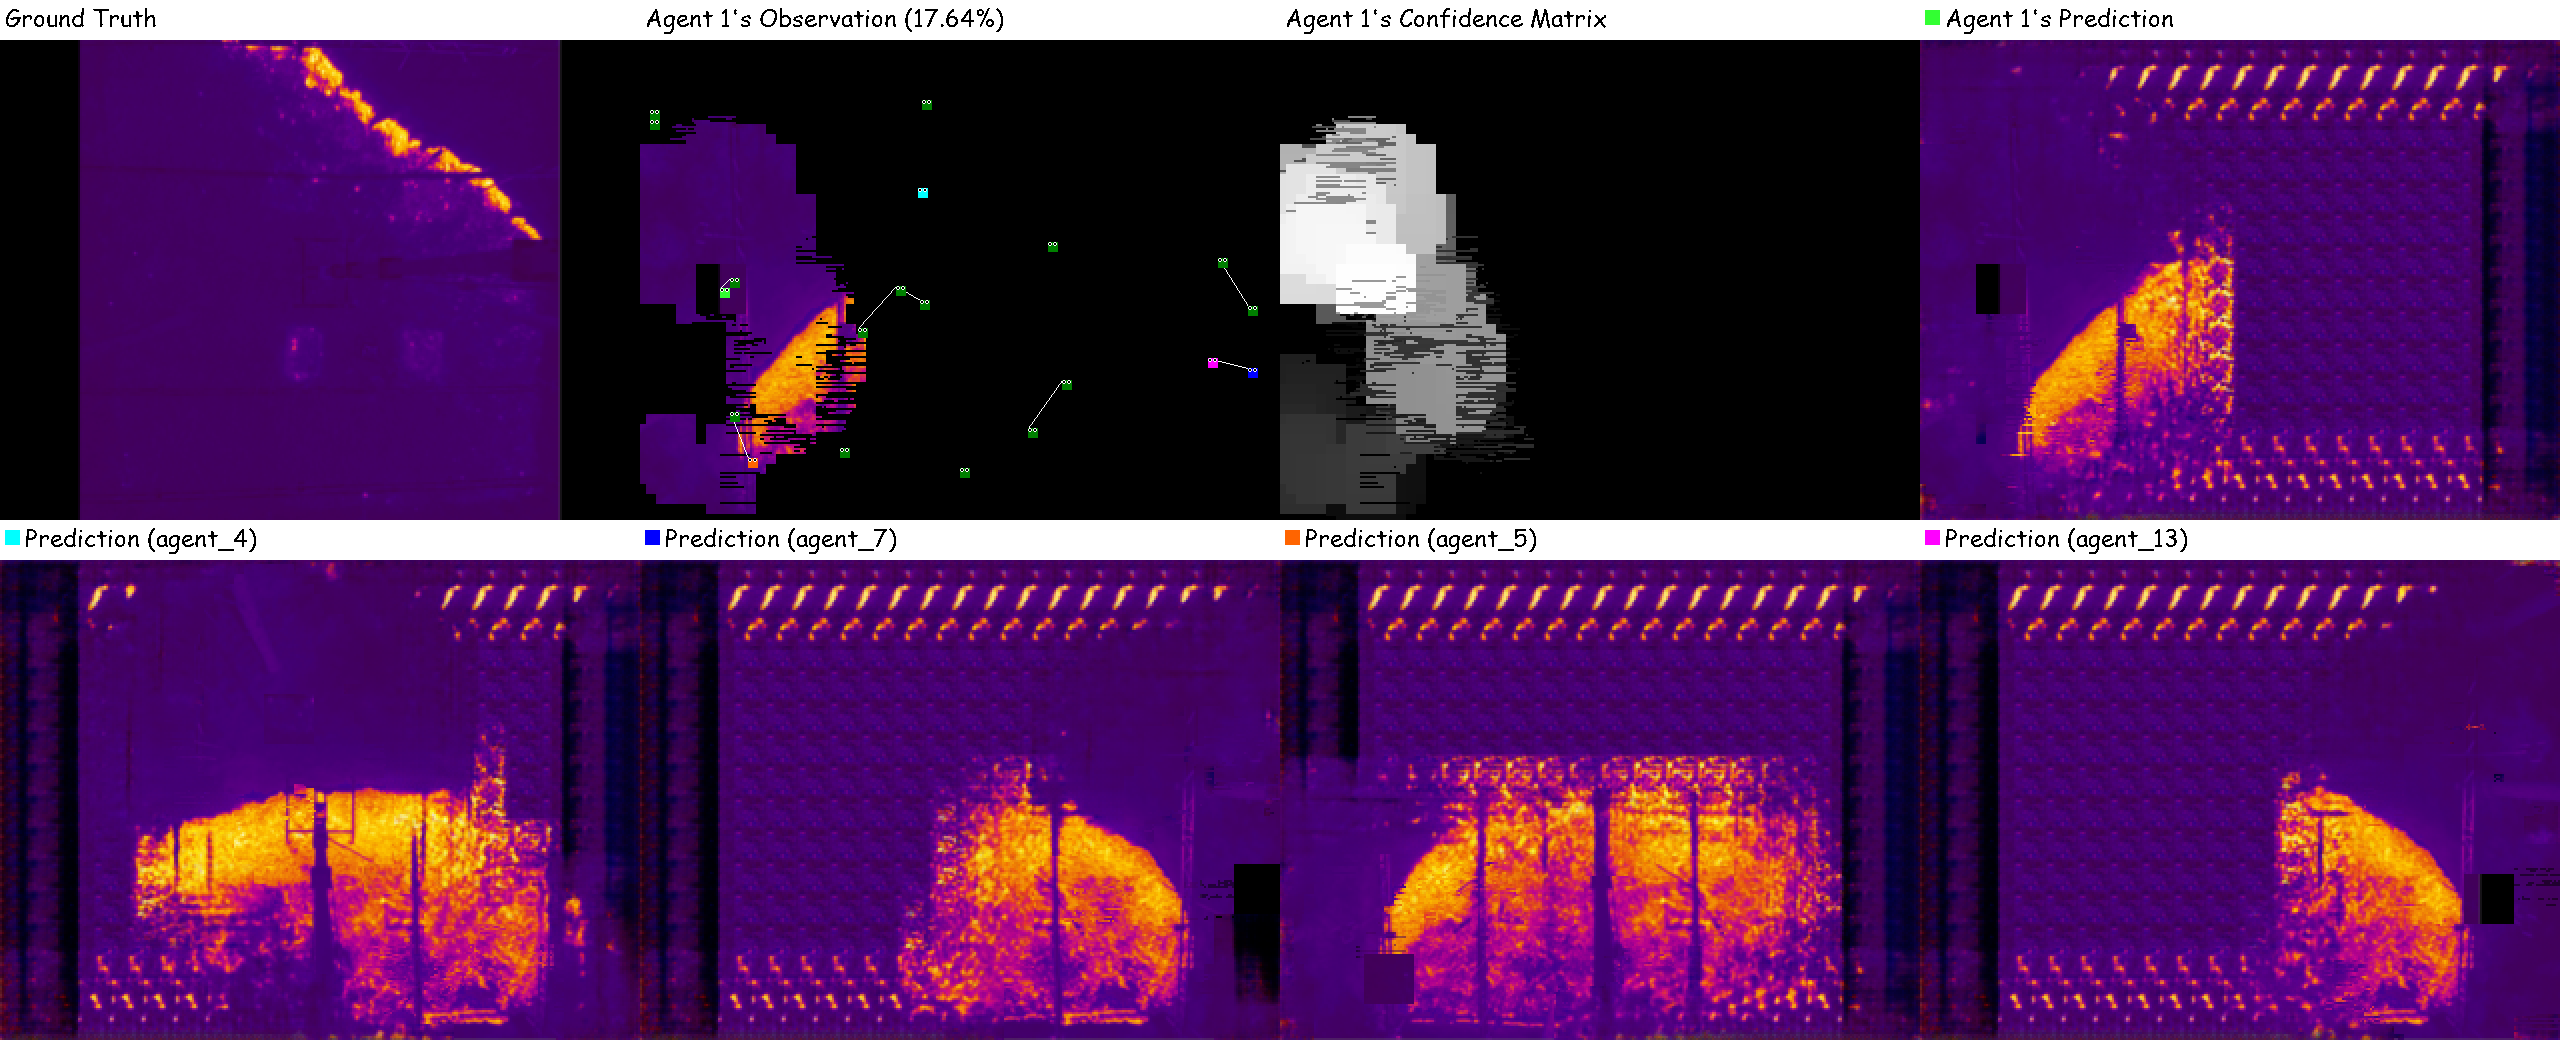 Ground Truth
Agent 1's Observation (17.64%)
Agent 1's Confidence Matrix
Agent 1's Prediction
Prediction (agent_4)
Prediction (agent_7)
Prediction (agent_5)
Prediction (agent_13)